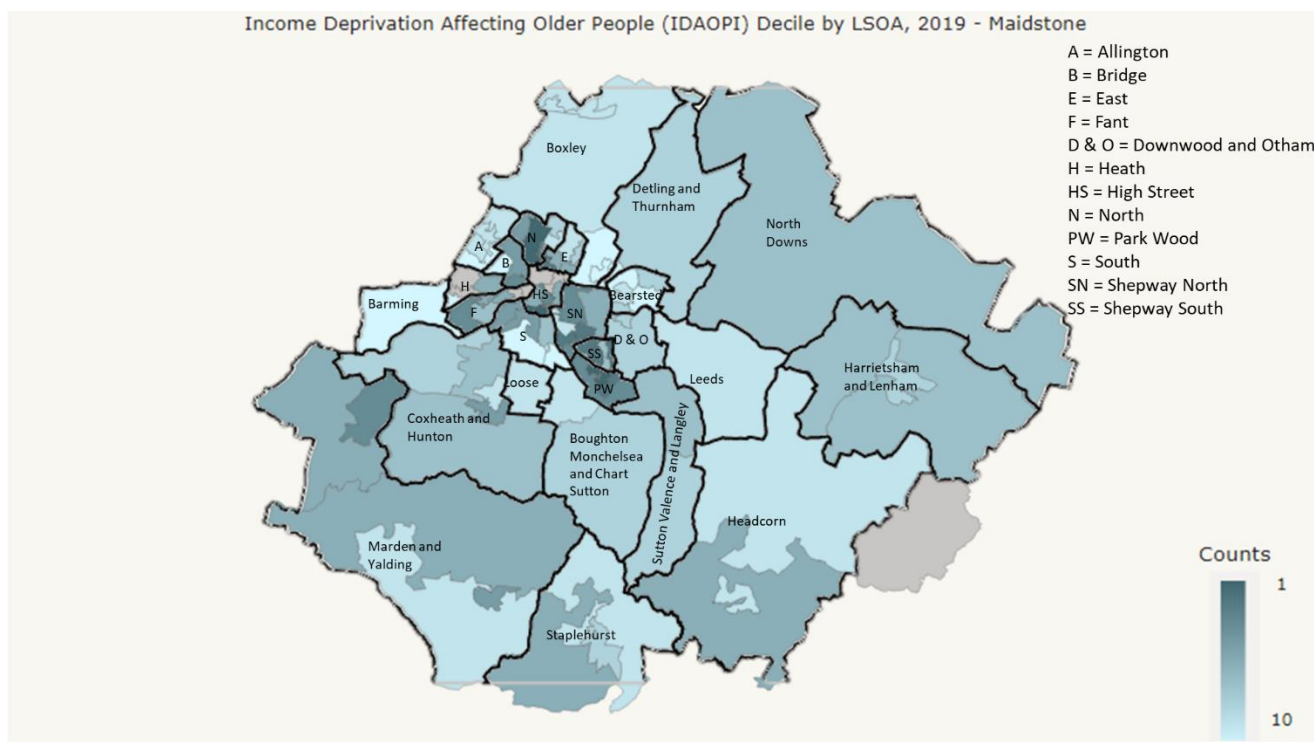 Income Deprivation Affecting Older People (IDAOPI) Decile by LSOA, 2019 - Maidstone
A = Allington
B = Bridge
E = East
F = Fant
D & O = Downwood and Otham
H = Heath
HS = High Street
N = North
PW = Park Wood
S = South
SN = Shepway North
SS = Shepway South
Boxley
Detling and
Thurnham
North
Downs
A
N
B
E
H
HS
Bearsted
Barming
F
SN
S
D & O
SS
Loose
PW
Leeds
Harrietsham
and Lenham
Coxheath and
Hunton
Boughton
Monchelsea
and Chart
Sutton
Sutton Valence and Langley
Headcorn
Marden and
Yalding
Staplehurst
Counts
1
10